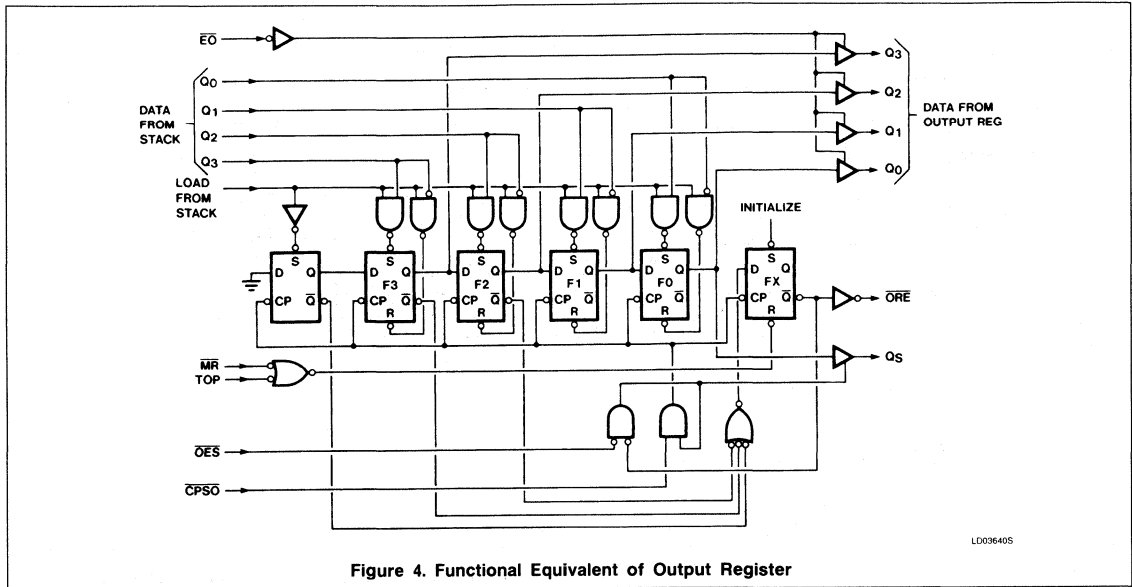 EO
Q0
Q1
Q2
Q3
DATA
FROM
STACK
LOAD
FROM
STACK
Q3
Q2
Q1
Q0
DATA FROM
OUTPUT REG
INITIALIZE
S
D Q
CP Q
S
D Q
F3
CP Q
R
S
D Q
F2
CP Q
R
S
D Q
F1
CP Q
R
S
D Q
F0
CP Q
R
S
D Q
FX
CP Q
R
ORE
QS
MR
TOP
OES
CPSO
LD03640S
Figure 4. Functional Equivalent of Output Register